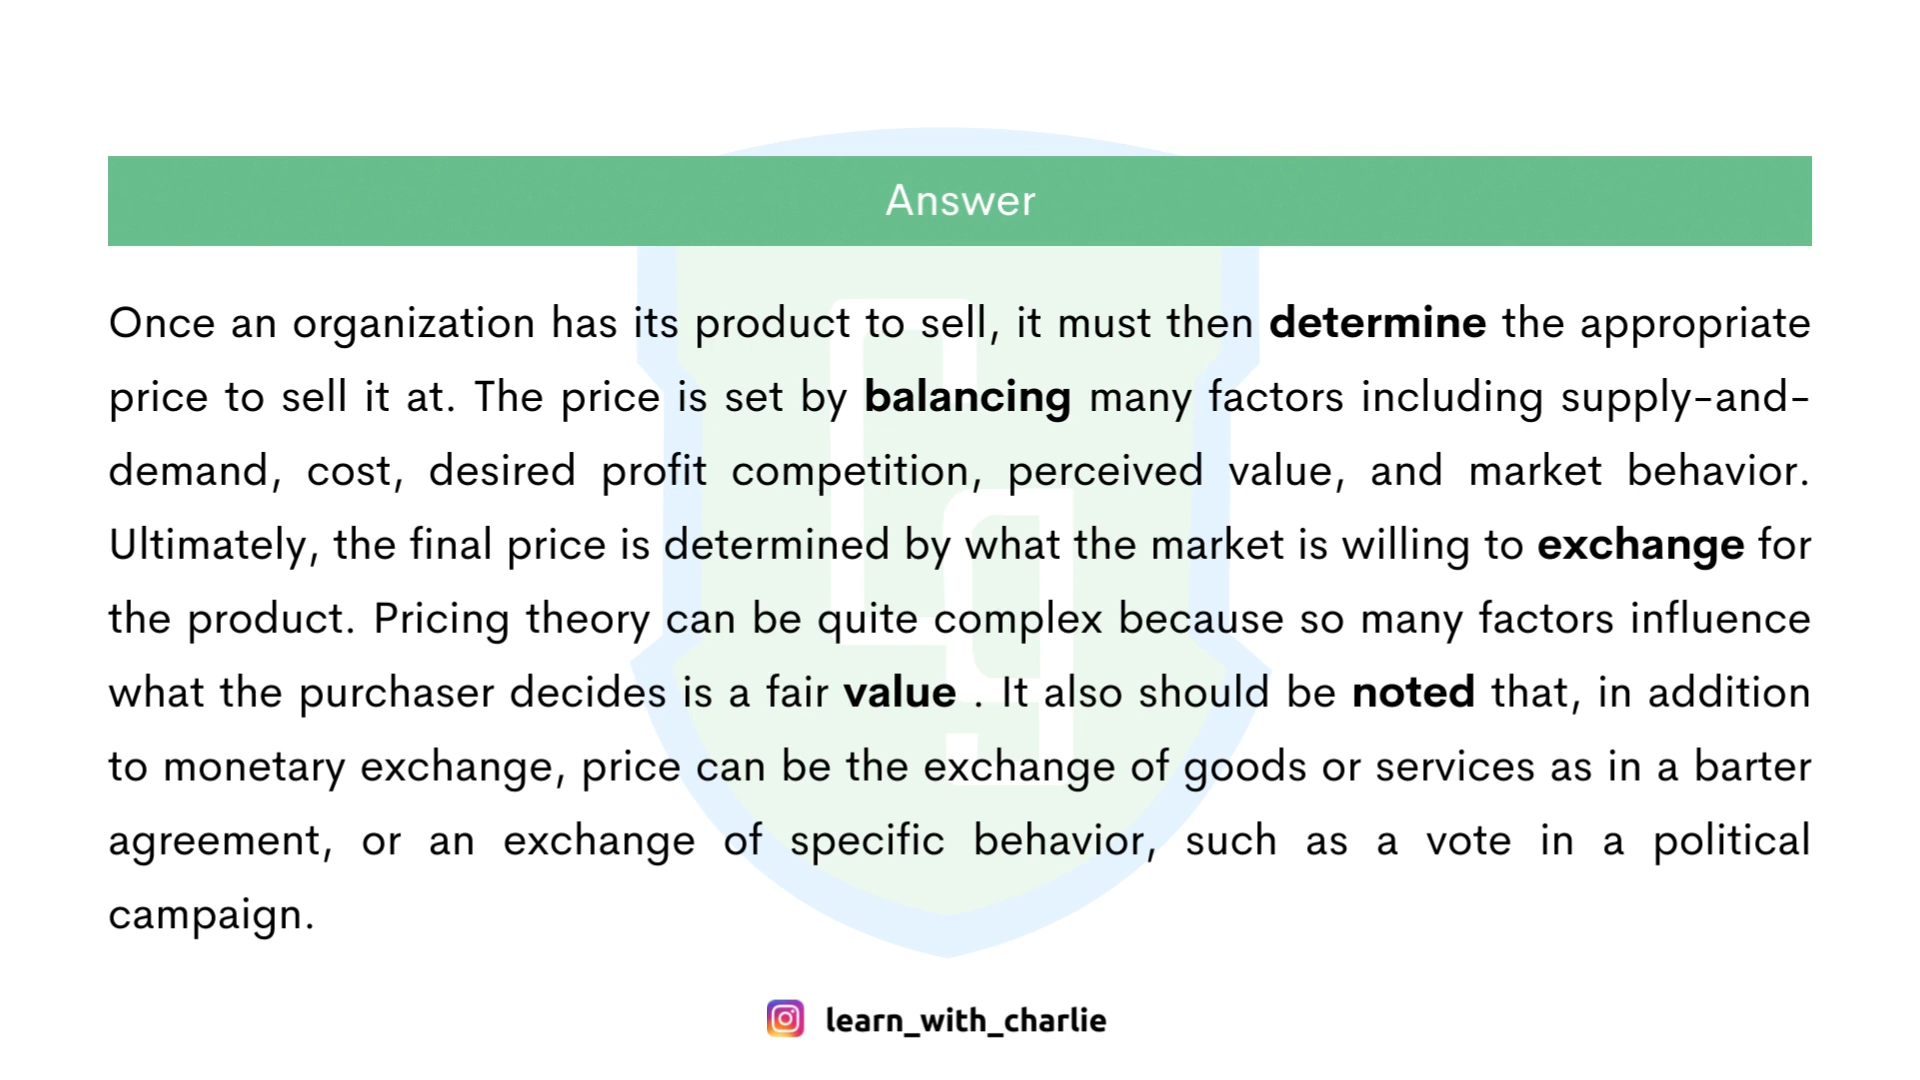 Answer
Once an organization has its product to sell, it must then determine the appropriate
price to sell it at. The price is set by balancing many factors including supply-and-
demand, cost, desired profit competition, perceived value, and market behavior.
Ultimately, the final price is determined by what the market is willing to exchange for
the product. Pricing theory can be quite complex because so many factors influence
what the purchaser decides is a fair value . It also should be noted that, in addition
to monetary exchange, price can be the exchange of goods or services as in a barter
agreement, or an exchange of specific behavior, such as a vote in a political
campaign.
learn_with_charlie